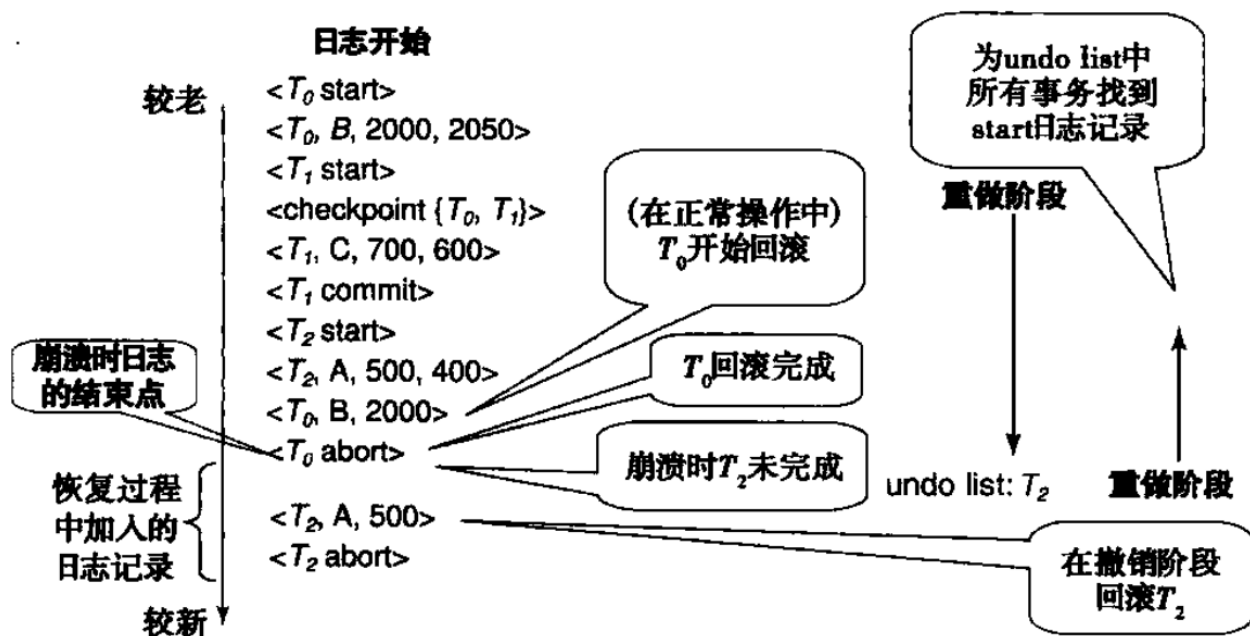 日志开始
较老
<T0 start>
<T0, B, 2000, 2050>
<T1 start>
<checkpoint {T0, T1}>
<T1, C, 700, 600>
<T1 commit>
<T2 start>
<T2, A, 500, 400>
<T0, B, 2000>
<T0 abort>
<T2, A, 500>
<T2 abort>
较新
崩溃时日志
的结束点
恢复过程
中加入的
日志记录
(在正常操作中)
T0开始回滚
T0回滚完成
崩溃时T2未完成
为undo list中
所有事务找到
start日志记录
重做阶段
undo list: T2
重做阶段
在撤销阶段
回滚T2